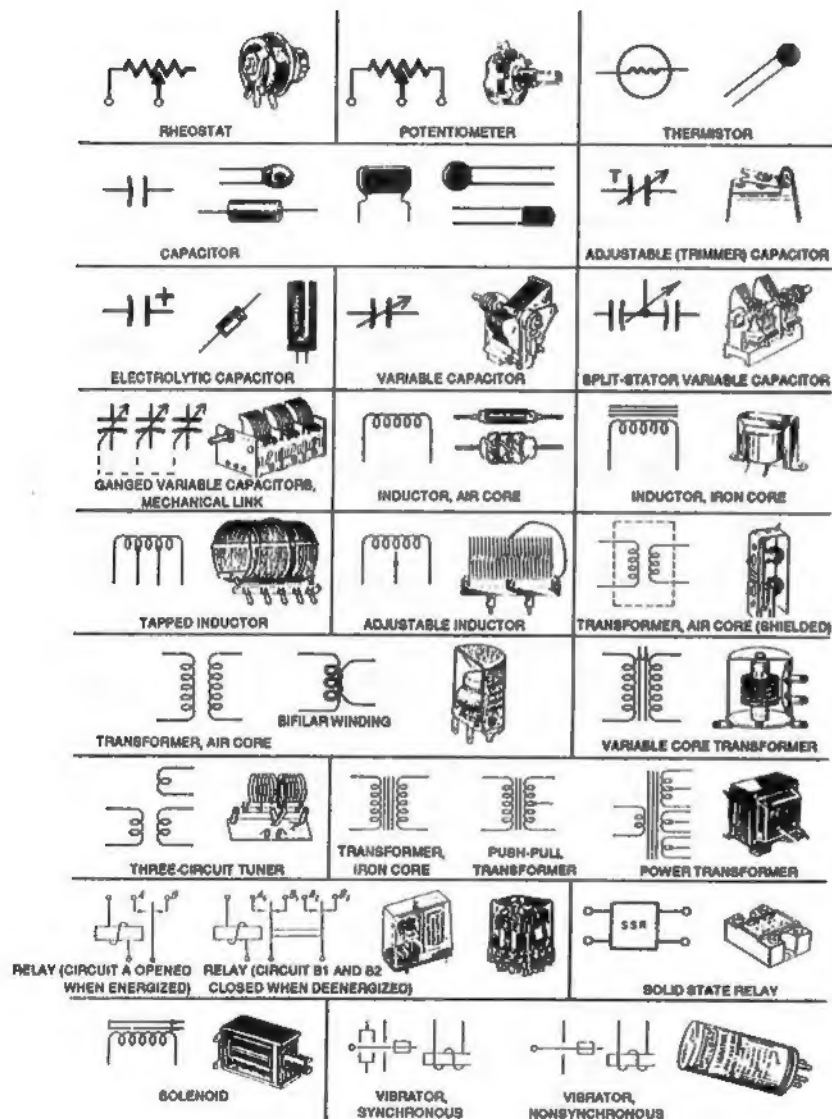 RHEOSTAT
POTENTIOMETER
THERMISTOR
CAPACITOR
T
ADJUSTABLE (TRIMMER) CAPACITOR
+
ELECTROLYTIC CAPACITOR
VARIABLE CAPACITOR
SPLIT-STATOR VARIABLE CAPACITOR
GANGED VARIABLE CAPACITORS,
MECHANICAL LINK
INDUCTOR, AIR CORE
INDUCTOR, IRON CORE
TAPPED INDUCTOR
ADJUSTABLE INDUCTOR
TRANSFORMER, AIR CORE (SHIELDED)
BIFILAR WINDING
TRANSFORMER, AIR CORE
VARIABLE CORE TRANSFORMER
THREE-CIRCUIT TUNER
TRANSFORMER,
IRON CORE
PUSH-PULL
TRANSFORMER
POWER TRANSFORMER
A B
SSR
RELAY (CIRCUIT A OPENED
WHEN ENERGIZED)
RELAY (CIRCUIT B1 AND B2
CLOSED WHEN DEENERGIZED)
SOLID STATE RELAY
SOLENOID
VIBRATOR,
SYNCHRONOUS
VIBRATOR,
NONSYNCHRONOUS